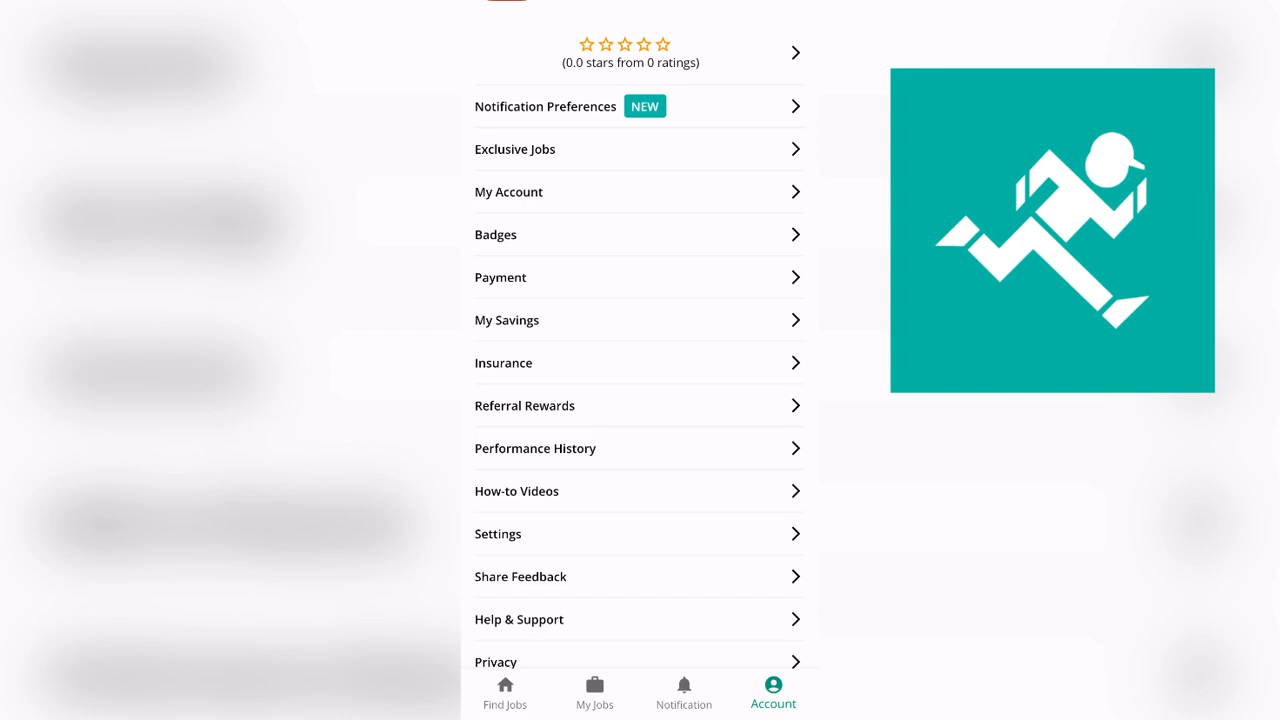 (0.0 stars from 0 ratings)
Notification Preferences NEW
Exclusive Jobs
My Account
Badges
Payment
My Savings
Insurance
Referral Rewards
Performance History
How-to Videos
Settings
Share Feedback
Help & Support
Privacy
Find Jobs
My Jobs
Notification
Account